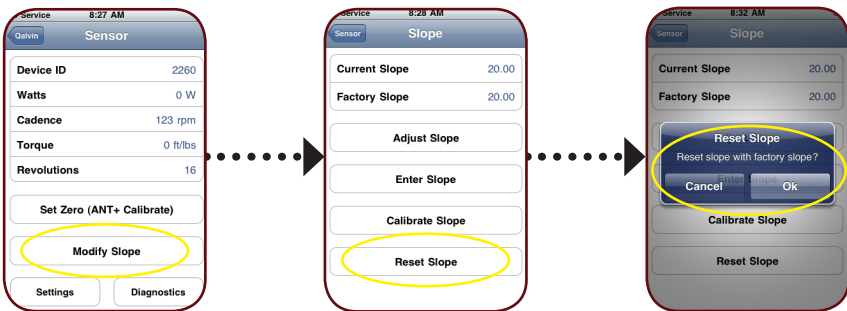 Service 8:27 AM
Qalvin Sensor
Device ID 2260
Watts 0 W
Cadence 123 rpm
Torque 0 ft/lbs
Revolutions 16
Set Zero (ANT+ Calibrate)
Modify Slope
Settings Diagnostics
Service 8:28 AM
Sensor Slope
Current Slope 20.00
Factory Slope 20.00
Adjust Slope
Enter Slope
Calibrate Slope
Reset Slope
Service 8:32 AM
Sensor Slope
Current Slope 20.00
Factory Slope 20.00
Reset Slope
Reset slope with factory slope?
Enter Slope
Cancel Ok
Calibrate Slope
Reset Slope